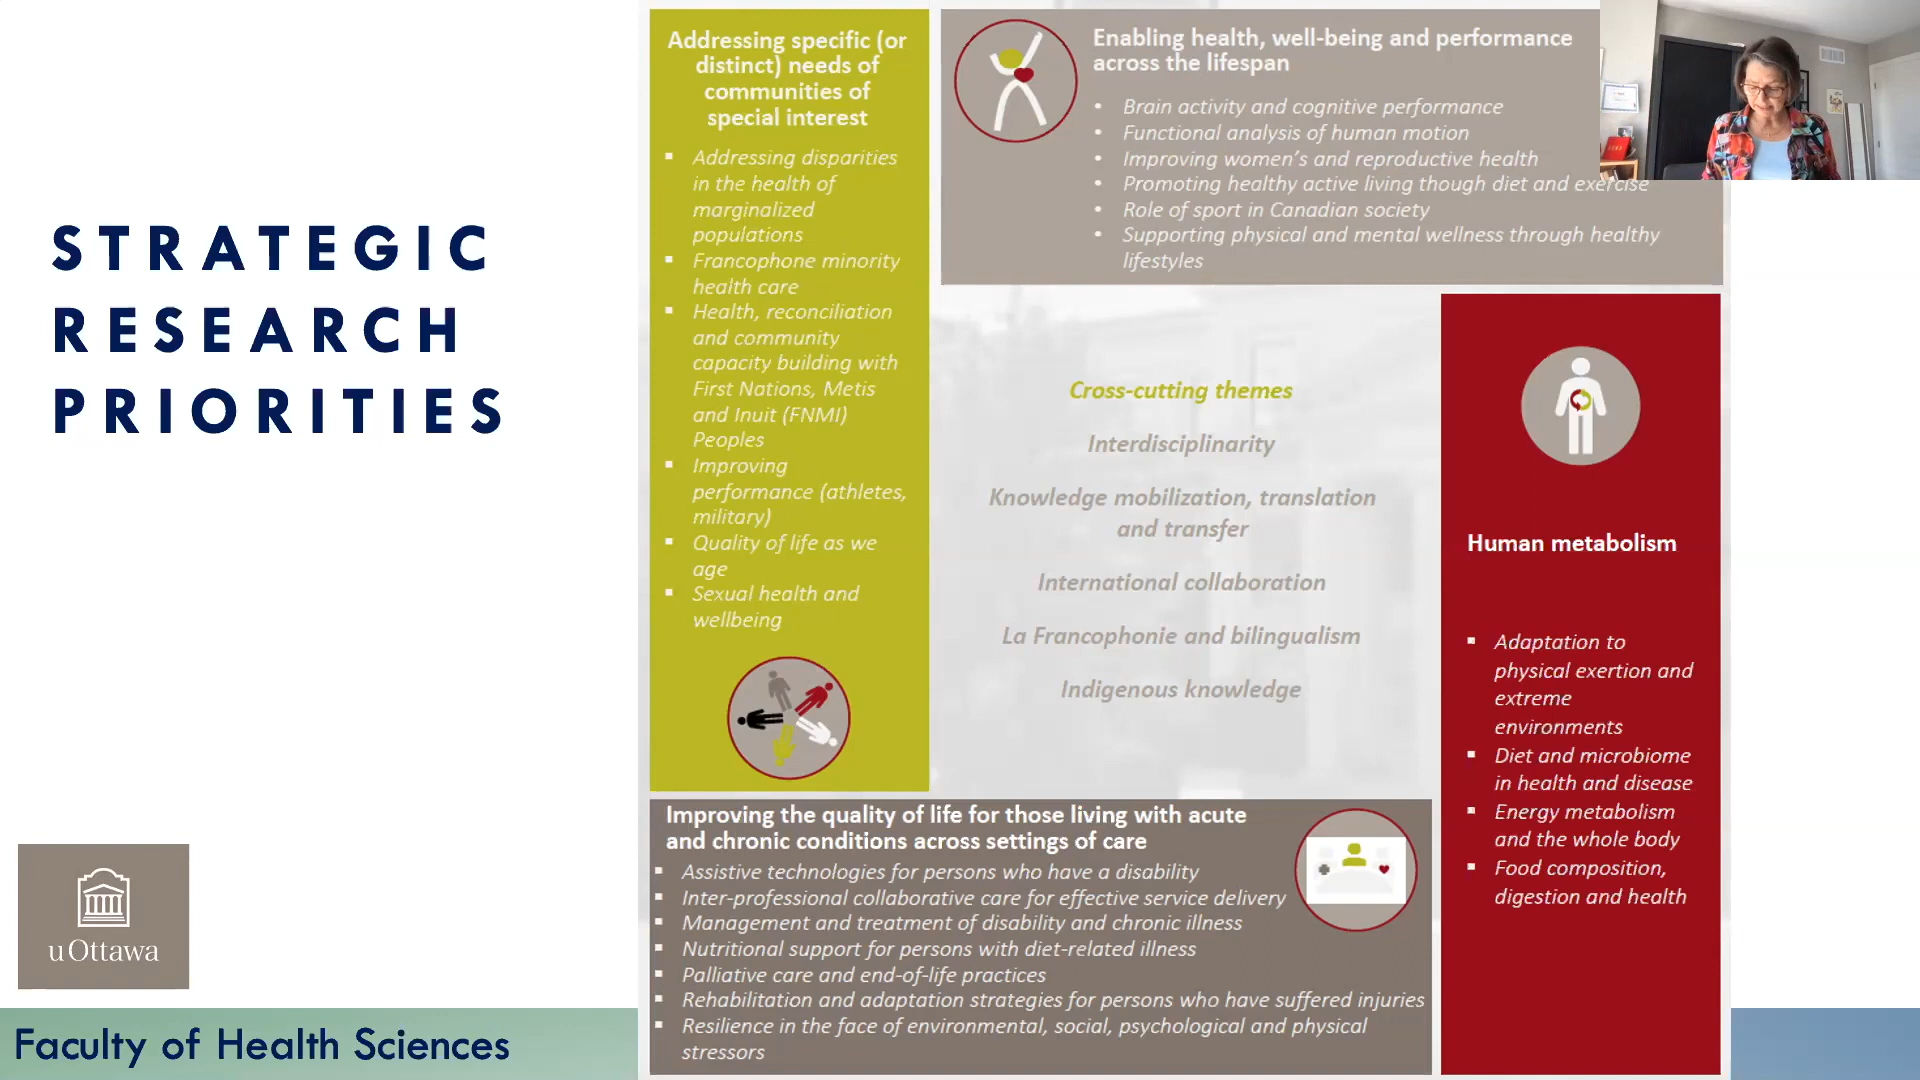 STRATEGIC
RESEARCH
PRIORITIES
uOttawa
Faculty of Health Sciences
Addressing specific (or
distinct) needs of
communities of
special interest
▪ Addressing disparities
in the health of
marginalized
populations
▪ Francophone minority
health care
▪ Health, reconciliation
and community
capacity building with
First Nations, Metis
and Inuit (FNMI)
Peoples
▪ Improving
performance (athletes,
military)
▪ Quality of life as we
age
▪ Sexual health and
wellbeing
Enabling health, well-being and performance
across the lifespan
• Brain activity and cognitive performance
• Functional analysis of human motion
• Improving women's and reproductive health
• Promoting healthy active living though diet and exercise
• Role of sport in Canadian society
• Supporting physical and mental wellness through healthy
lifestyles
Cross-cutting themes
Interdisciplinarity
Knowledge mobilization, translation
and transfer
International collaboration
La Francophonie and bilingualism
Indigenous knowledge
Human metabolism
▪ Adaptation to
physical exertion and
extreme
environments
▪ Diet and microbiome
in health and disease
▪ Energy metabolism
and the whole body
▪ Food composition,
digestion and health
Improving the quality of life for those living with acute
and chronic conditions across settings of care
▪ Assistive technologies for persons who have a disability
▪ Inter-professional collaborative care for effective service delivery
▪ Management and treatment of disability and chronic illness
▪ Nutritional support for persons with diet-related illness
▪ Palliative care and end-of-life practices
▪ Rehabilitation and adaptation strategies for persons who have suffered injuries
▪ Resilience in the face of environmental, social, psychological and physical
stressors